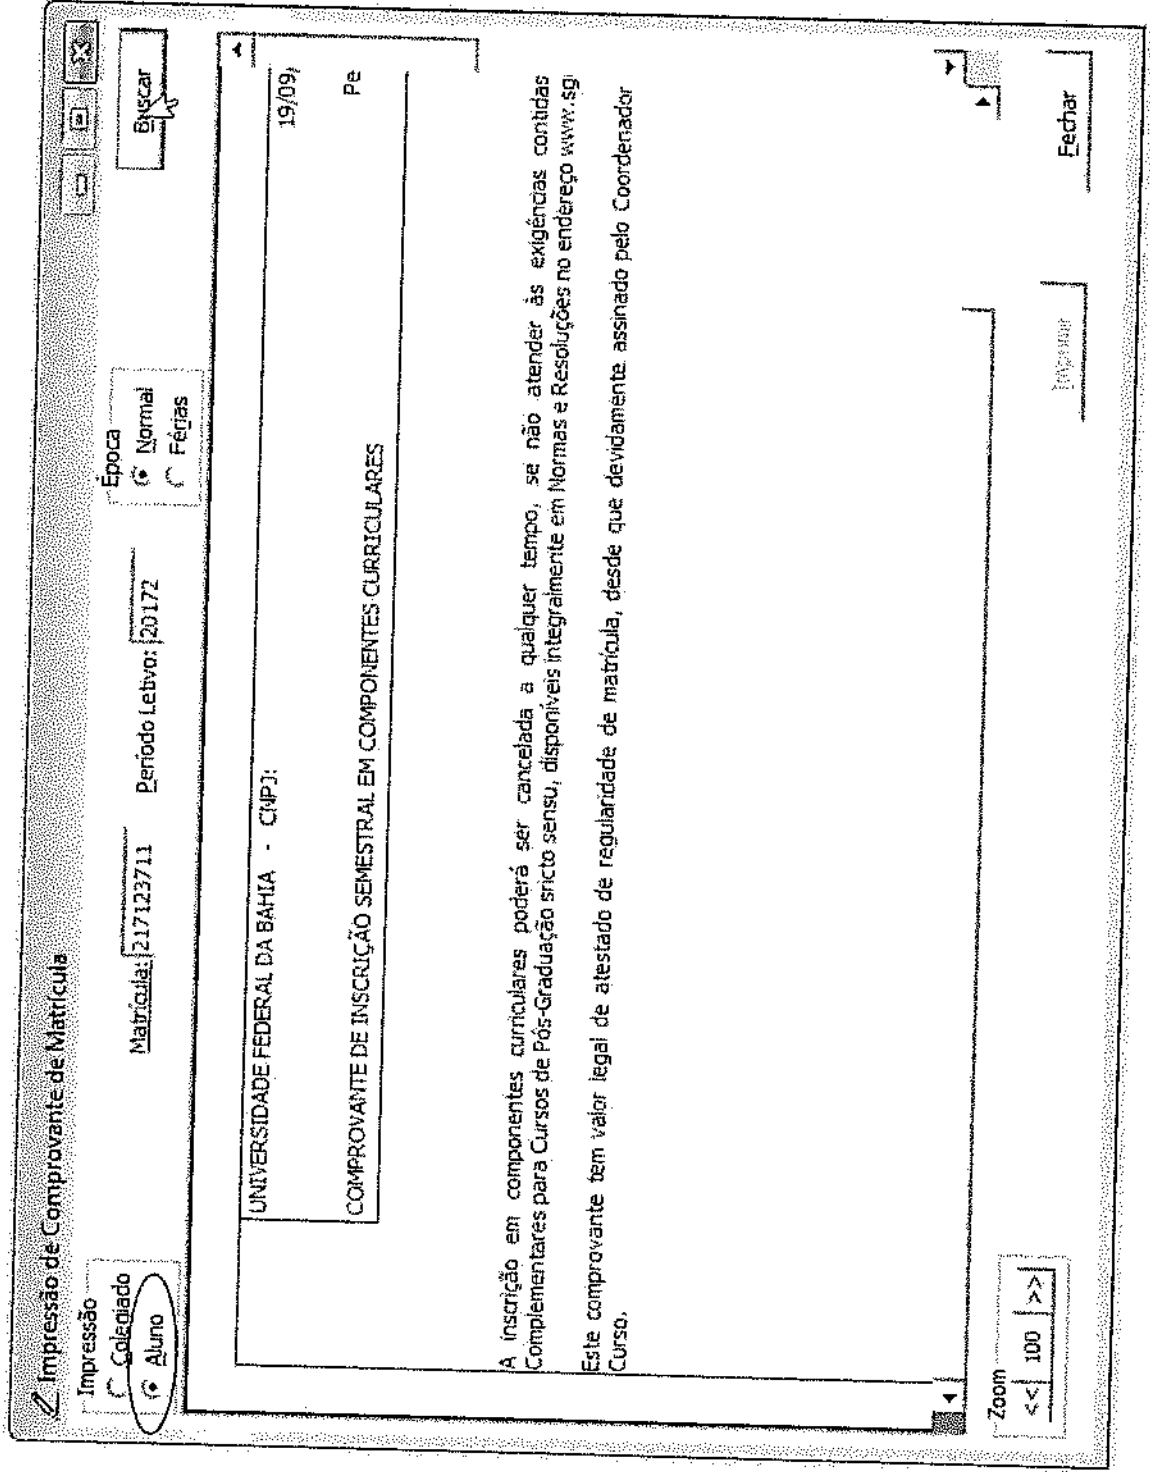 Impressão de Comprovante de Matrícula
Impressão
Colegiado
Aluno
Matrícula: 217123711
Período Letivo: 20172
Época
Normal
Férias
Buscar
UNIVERSIDADE FEDERAL DA BAHIA - CNPJ:
19/09/
COMPROVANTE DE INSCRIÇÃO SEMESTRAL EM COMPONENTES CURRICULARES
Pe
A inscrição em componentes curriculares poderá ser cancelada a qualquer tempo, se não atender às exigências contidas
Complementares para Cursos de Pós-Graduação sricto sensu, disponíveis integralmente em Normas e Resoluções no endereço www.sgi
Este comprovante tem valor legal de atestado de regularidade de matrícula, desde que devidamente assinado pelo Coordenador
Curso.
Zoom
<< 100 >>
Imprimir
Fechar